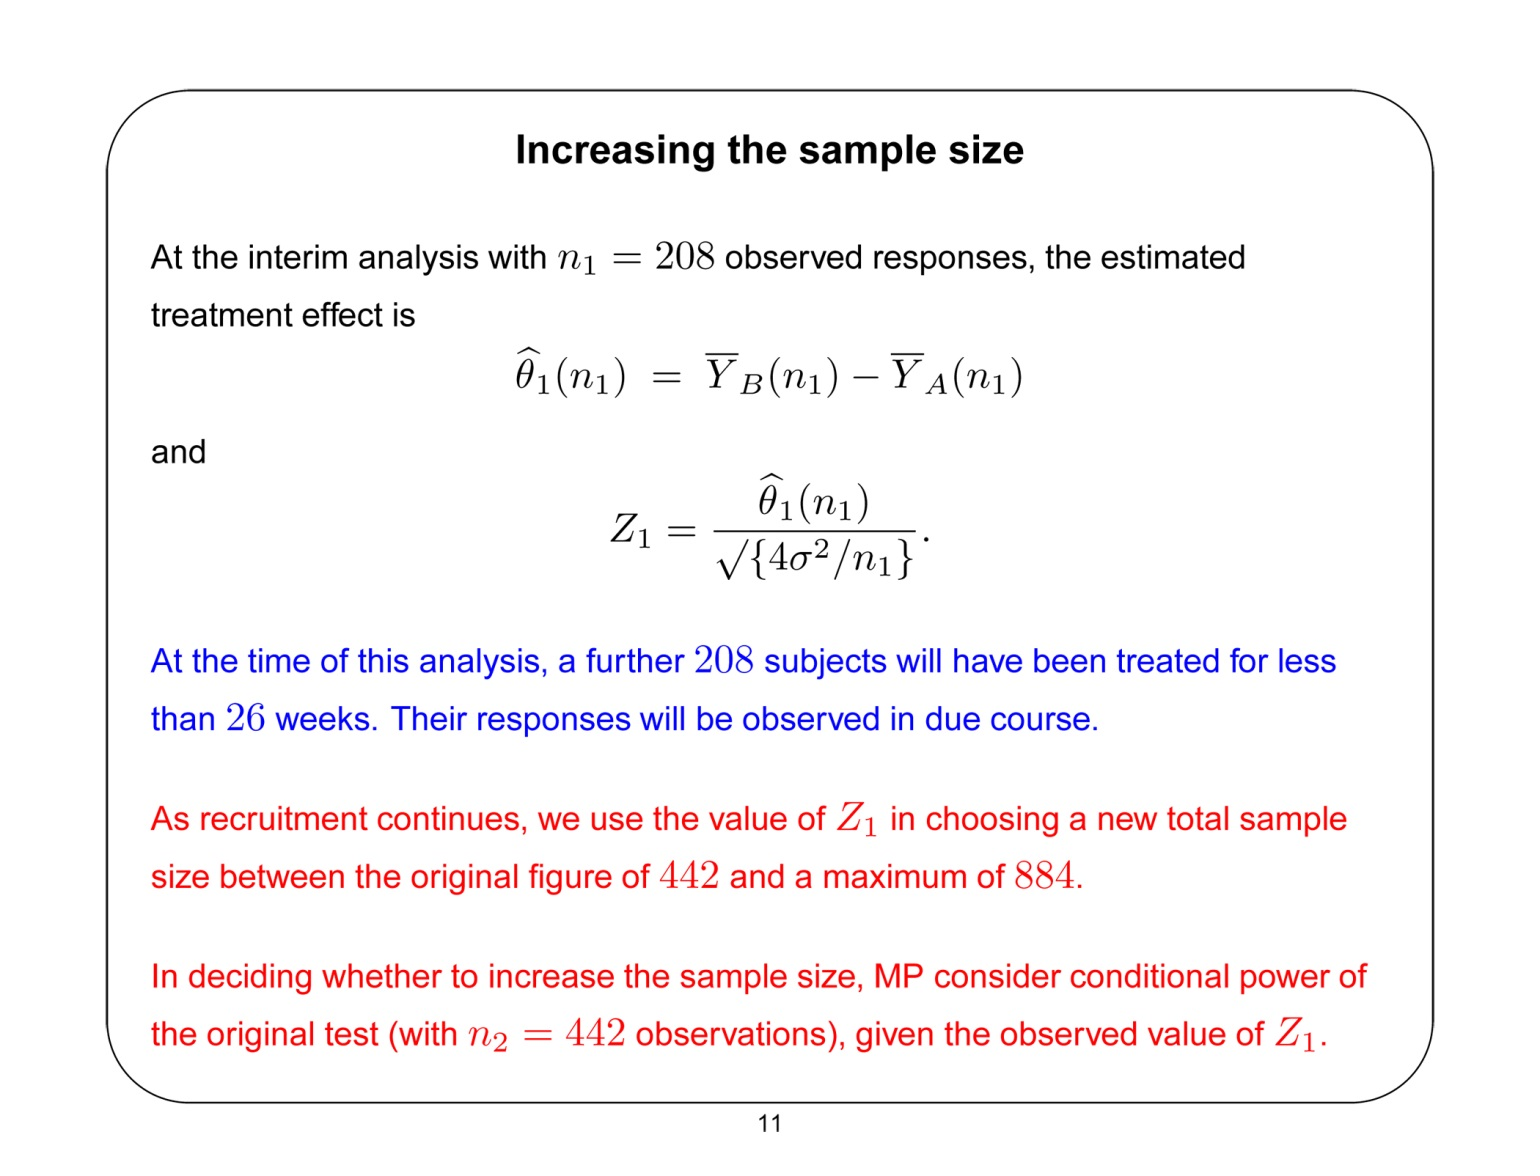 Increasing the sample size
At the interim analysis with n₁ = 208 observed responses, the estimated
treatment effect is
θ̂₁(n₁) = Y̅_B(n₁) − Y̅_A(n₁)
and
Z₁ = θ̂₁(n₁) / √{4σ²/n₁}.
At the time of this analysis, a further 208 subjects will have been treated for less
than 26 weeks. Their responses will be observed in due course.
As recruitment continues, we use the value of Z₁ in choosing a new total sample
size between the original figure of 442 and a maximum of 884.
In deciding whether to increase the sample size, MP consider conditional power of
the original test (with n₂ = 442 observations), given the observed value of Z₁.
11